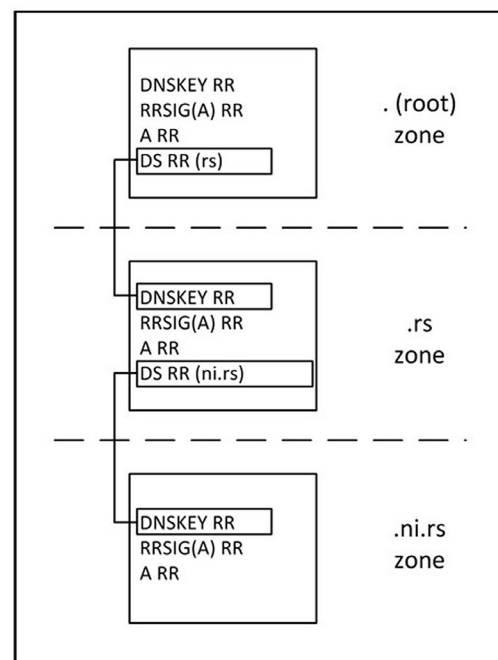 DNSKEY RR
RRSIG(A) RR
A RR
DS RR (rs)
. (root)
zone
DNSKEY RR
RRSIG(A) RR
A RR
DS RR (ni.rs)
.rs
zone
DNSKEY RR
RRSIG(A) RR
A RR
.ni.rs
zone